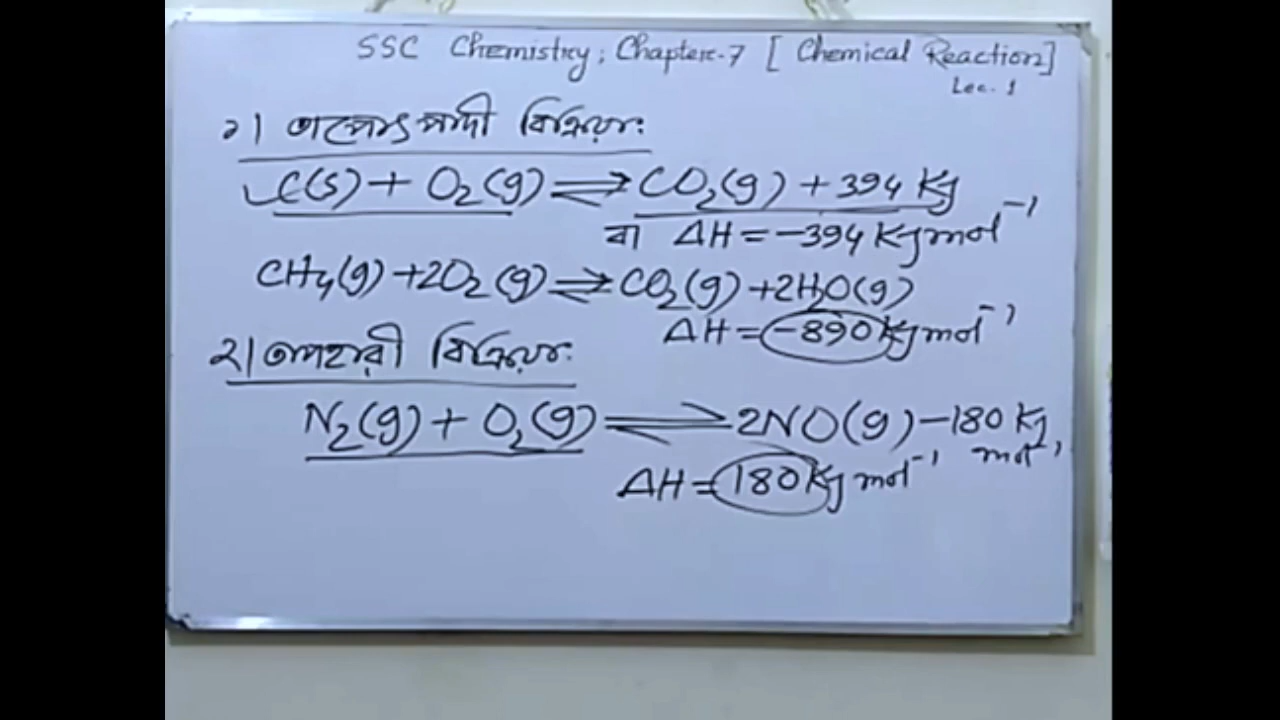 SSC Chemistry; Chapter-7 [ Chemical Reaction]
Lec. 1
১। তাপোৎপাদী বিক্রিয়াঃ
C(s) + O₂(g) ⇌ CO₂(g) + 394 Kj
বা ΔH = -394 Kj mol⁻¹
CH₄(g) + 2O₂(g) ⇌ CO₂(g) + 2H₂O(g)
ΔH = -890 Kj mol⁻¹
২। তাপহারী বিক্রিয়াঃ
N₂(g) + O₂(g) ⇌ 2NO(g) - 180 Kj mol⁻¹
ΔH = 180 Kj mol⁻¹